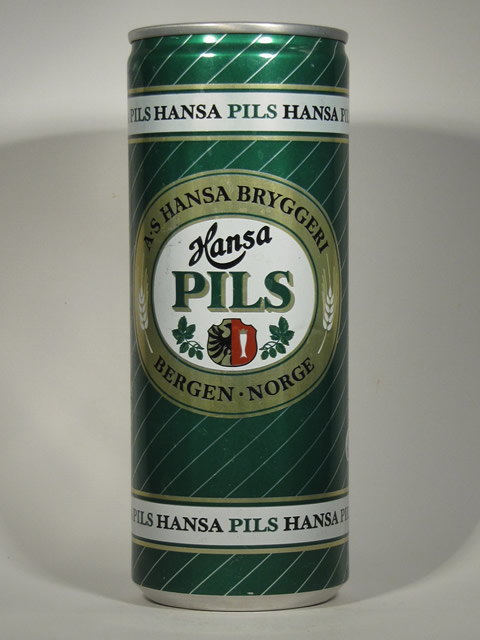 PILS HANSA PILS HANSA PI
A·S HANSA BRYGGERI
Hansa
PILS
BERGEN · NORGE
PILS HANSA PILS HANSA PI